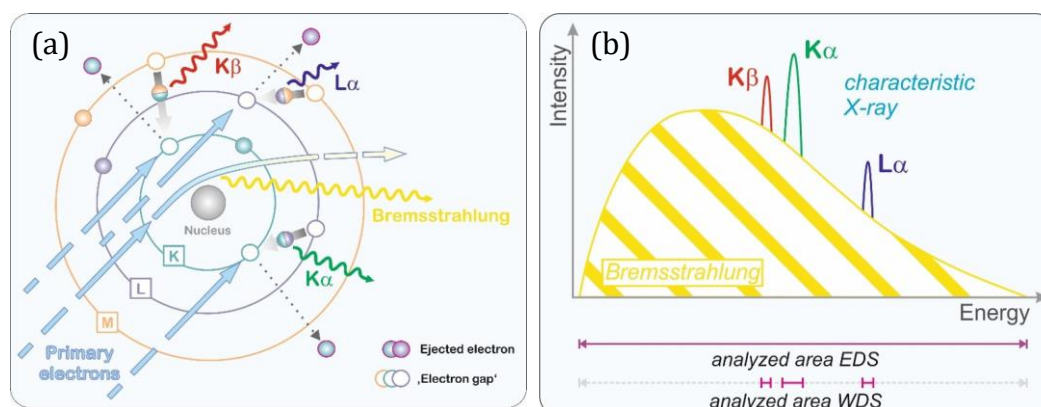 (a)
Kβ
Lα
Bremsstrahlung
Nucleus
K
Kα
L
M
Primary
electrons
Ejected electron
‚Electron gap‘
(b)
Intensity
Kβ
Kα
characteristic
X-ray
Lα
Bremsstrahlung
Energy
analyzed area EDS
analyzed area WDS